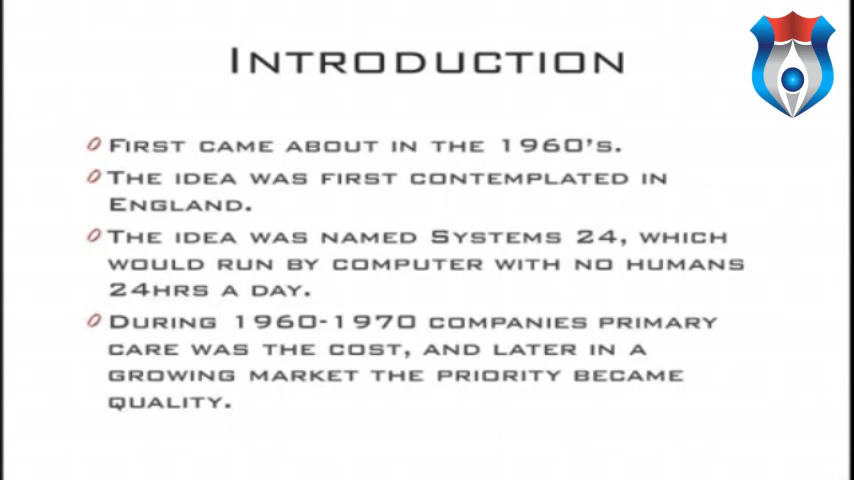 Introduction
First came about in the 1960's.
The idea was first contemplated in
England.
The idea was named Systems 24, which
would run by computer with no humans
24hrs a day.
During 1960-1970 companies primary
care was the cost, and later in a
growing market the priority became
quality.